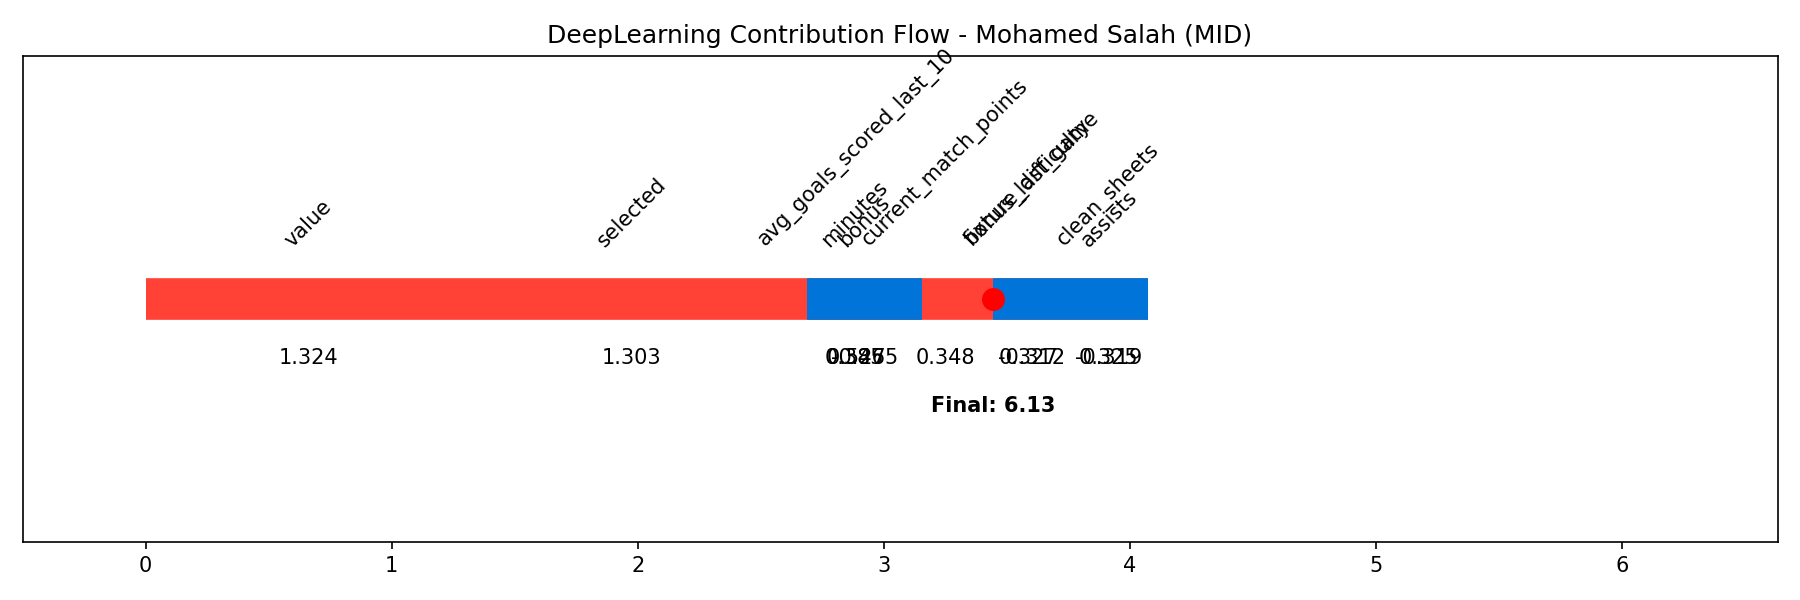 DeepLearning Contribution Flow - Mohamed Salah (MID)
value
selected
avg_goals_scored_last_10
minutes
bonus
current_match_points
clean_sheets
assists
1.324
1.303
0.348
Final: 6.13
0
1
2
3
4
5
6